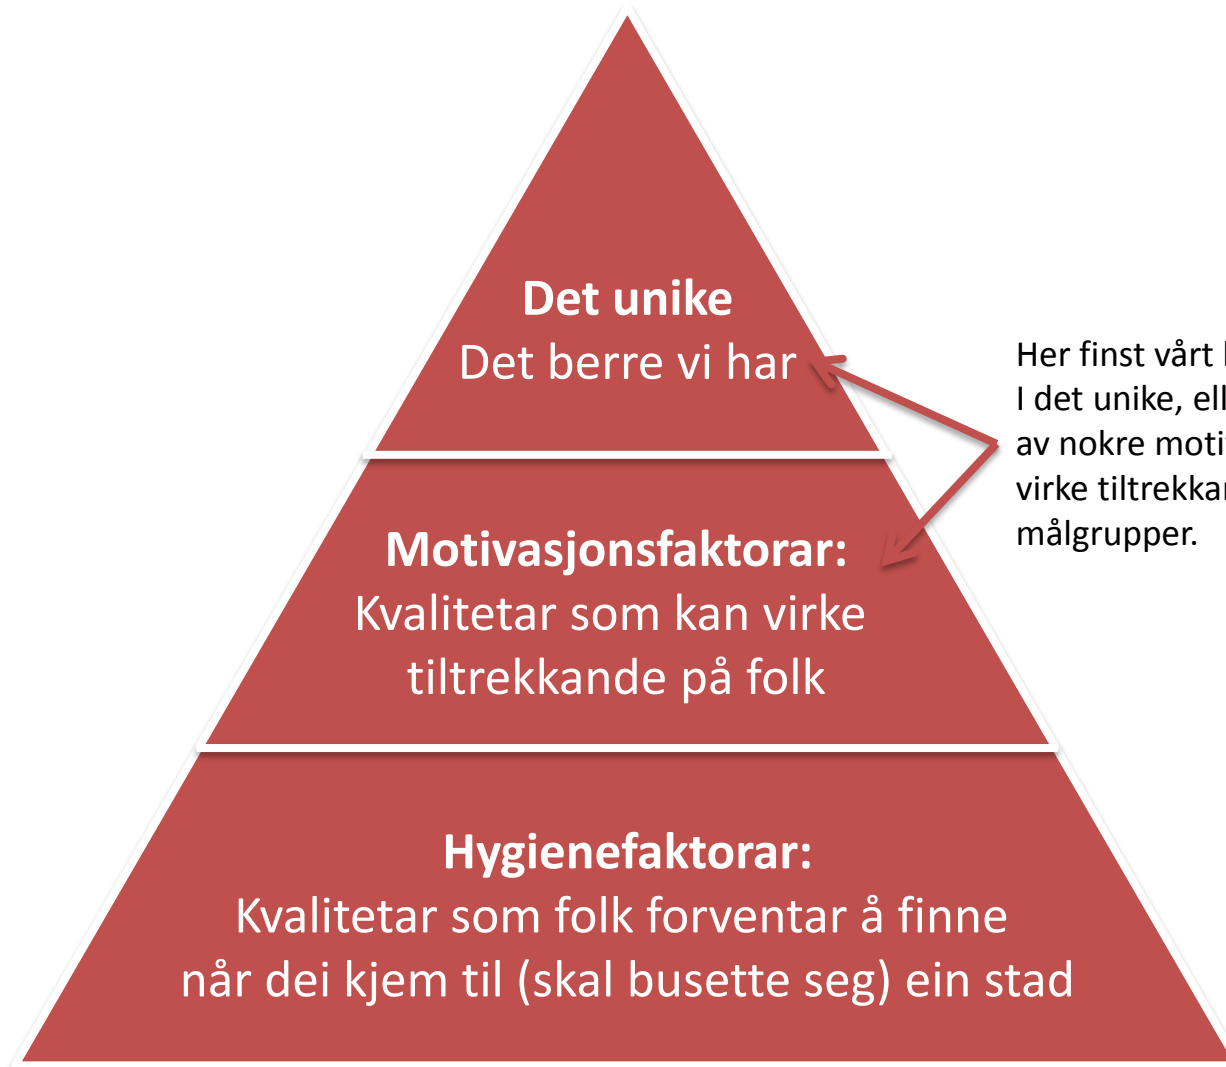 Det unike
Det berre vi har
Her finst vårt
I det unike,
av nokre
virke
målgrupper.
Motivasjonsfaktorar:
Kvalitetar som kan virke
tiltrekkande på folk
Hygienefaktorar:
Kvalitetar som folk forventar å finne
når dei kjem til (skal busette seg) ein stad